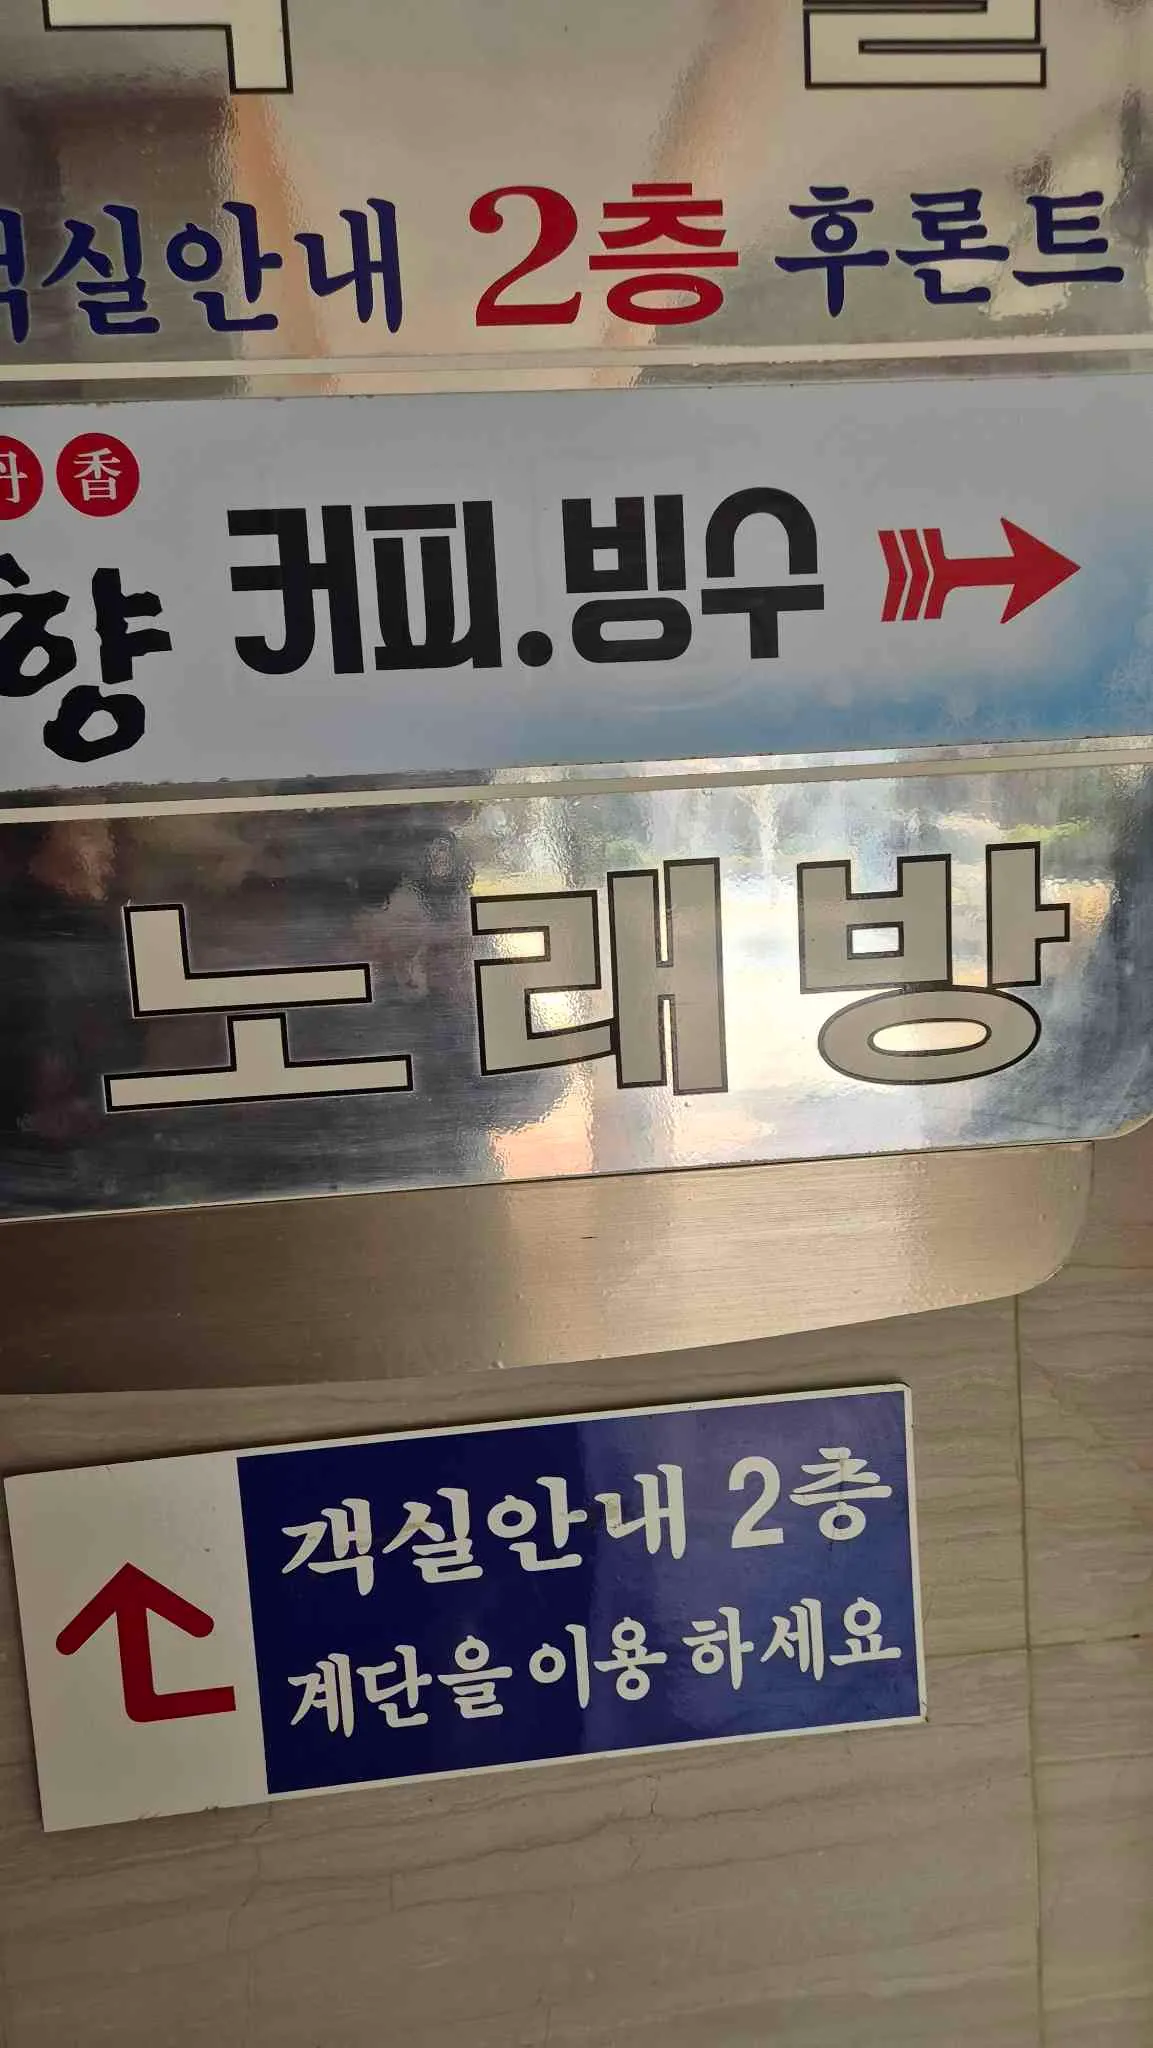 객실안내 2층 후론트
丹 香
향 커피.빙수
노래방
객실안내 2층
계단을 이용 하세요